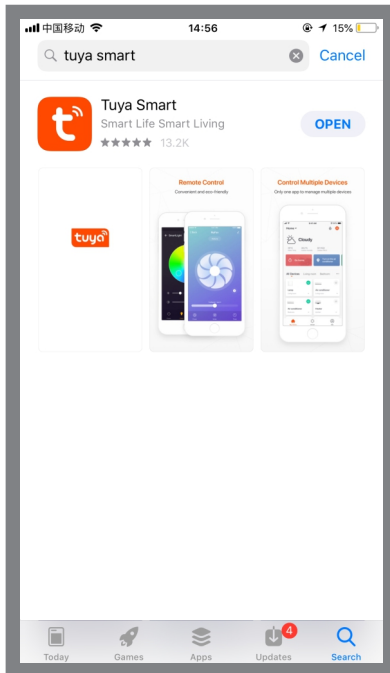 中国移动 14:56 15%
tuya smart Cancel
Tuya Smart
Smart Life Smart Living
OPEN
13.2K
tuya
Remote Control
Convenient and eco-friendly
Control Multiple Devices
Only one app to manage multiple devices
Cloudy
4
Today Games Apps Updates Search